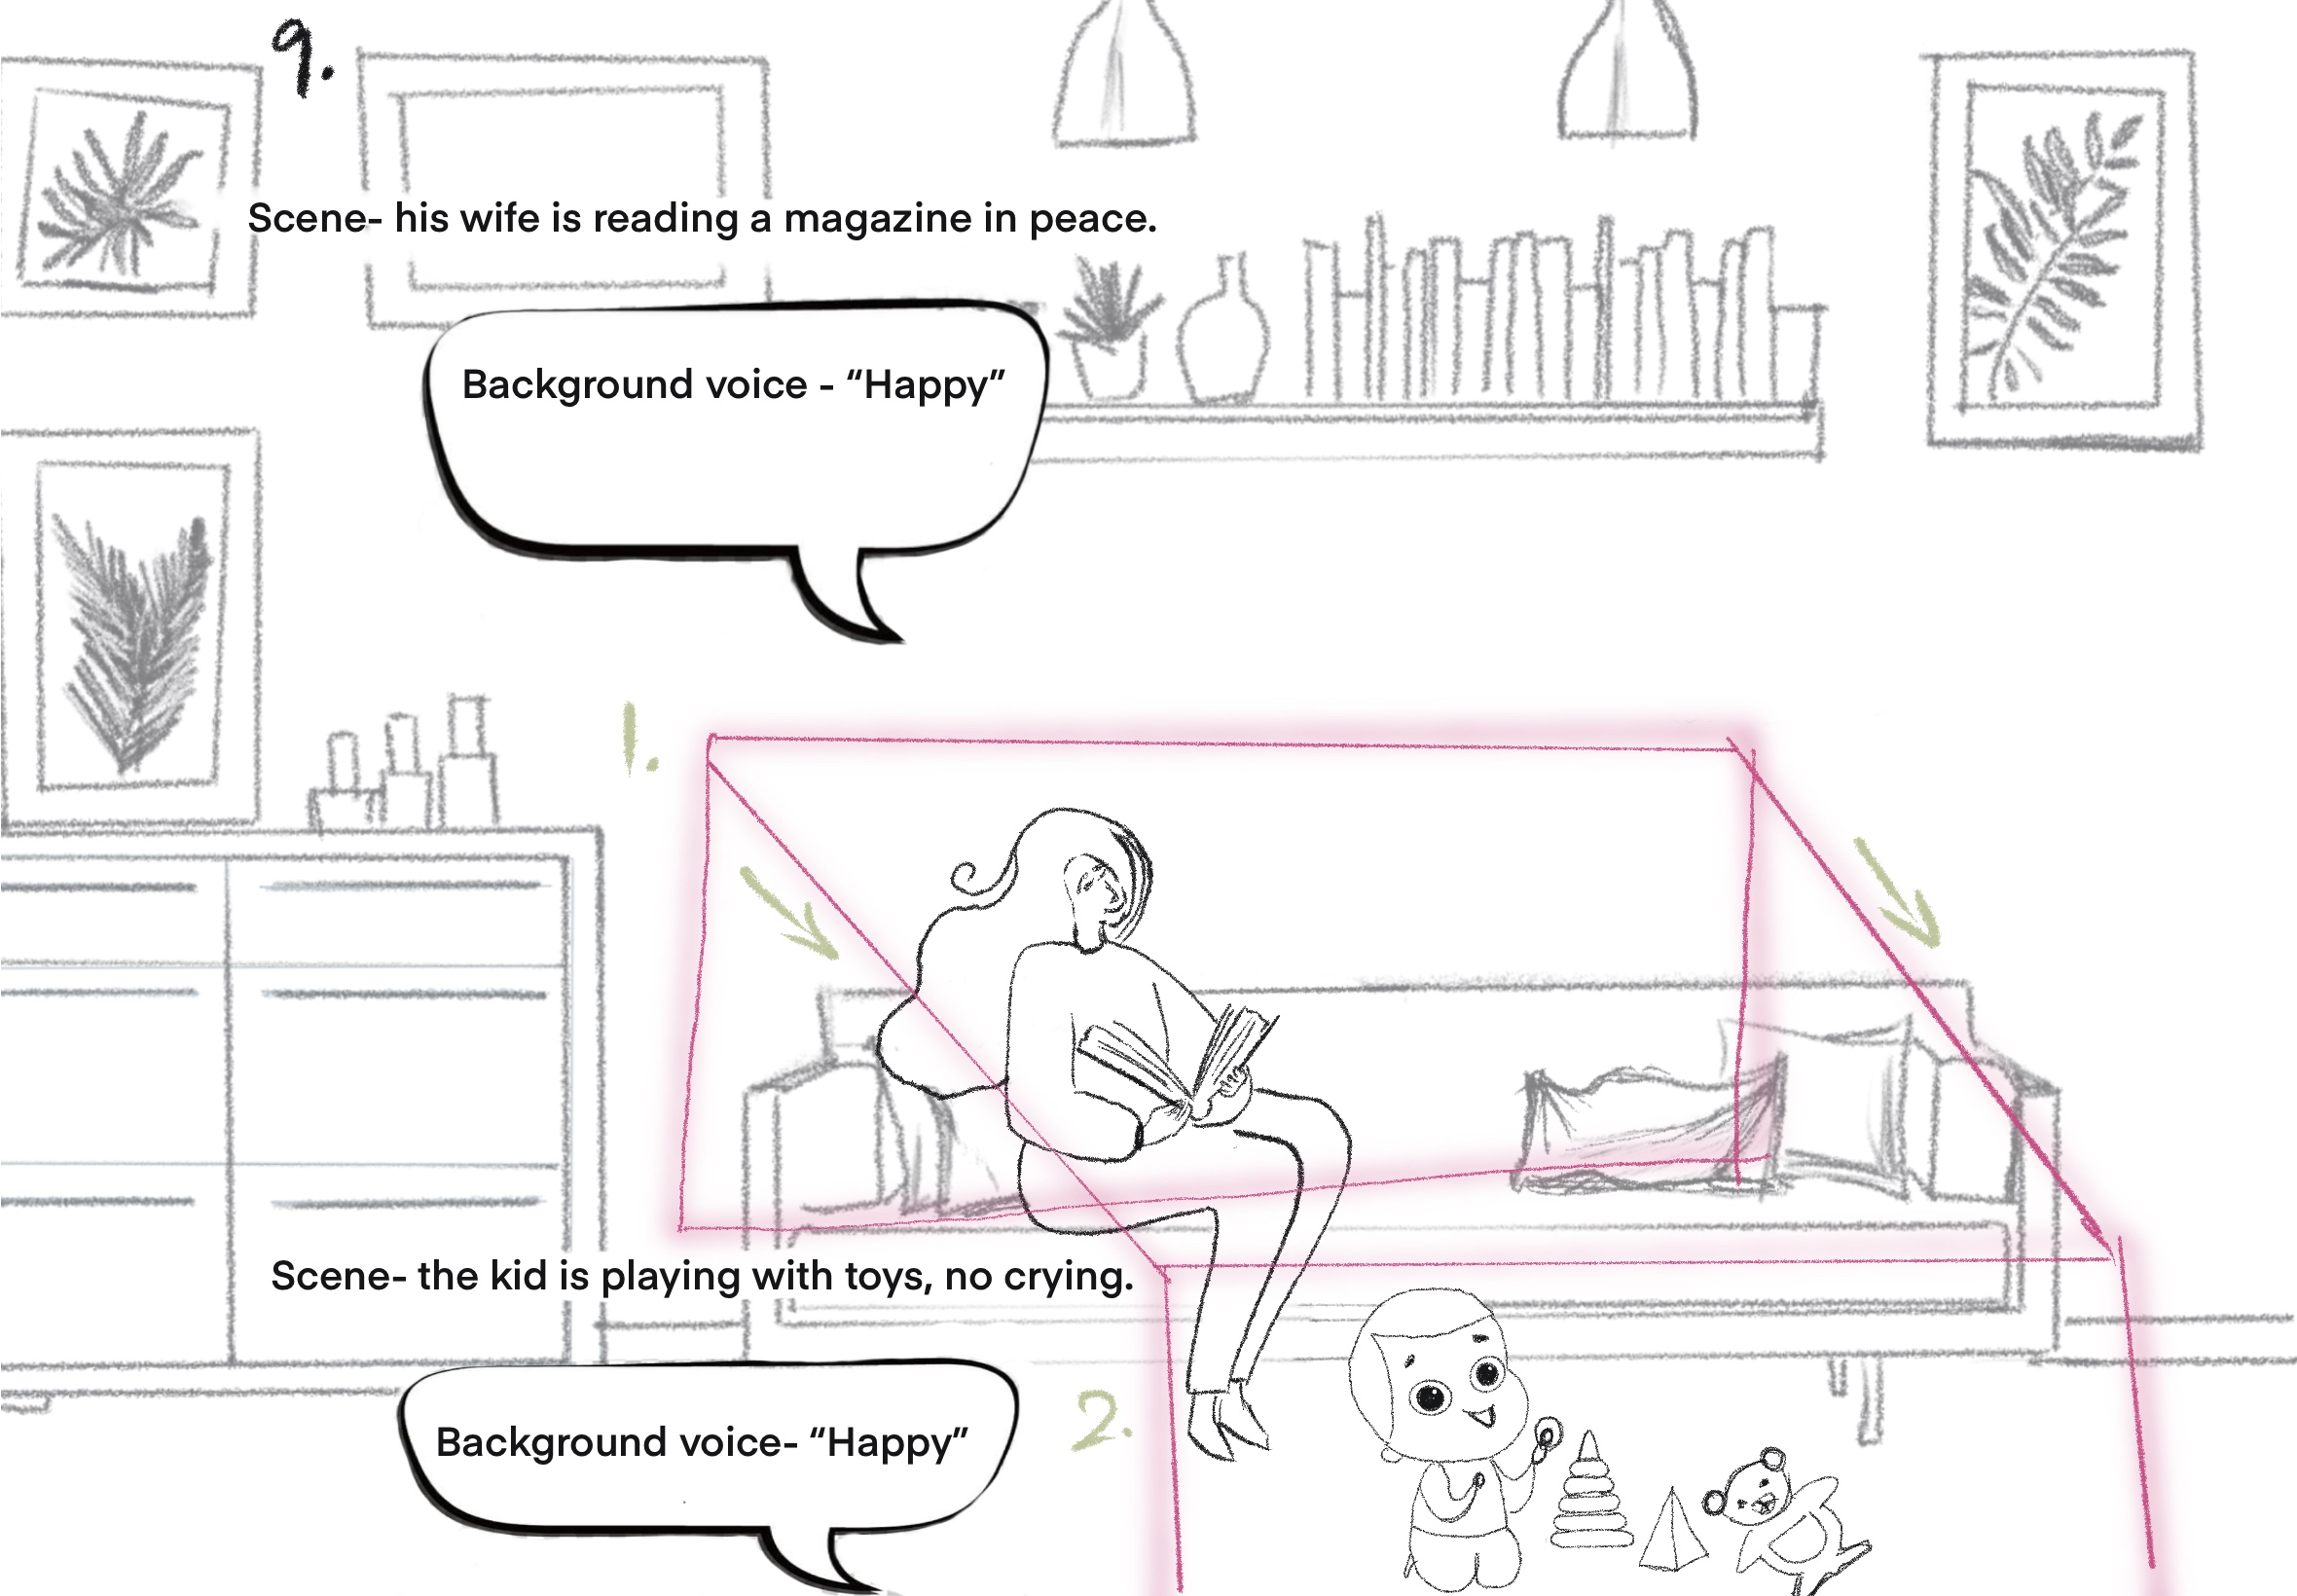 9.
Scene- his wife is reading a magazine in peace.
Background voice - “Happy”
1.
Scene- the kid is playing with toys, no crying.
2.
Background voice- “Happy”